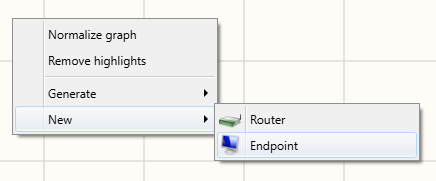 Normalize graph
Remove highlights
Generate
New
Router
Endpoint